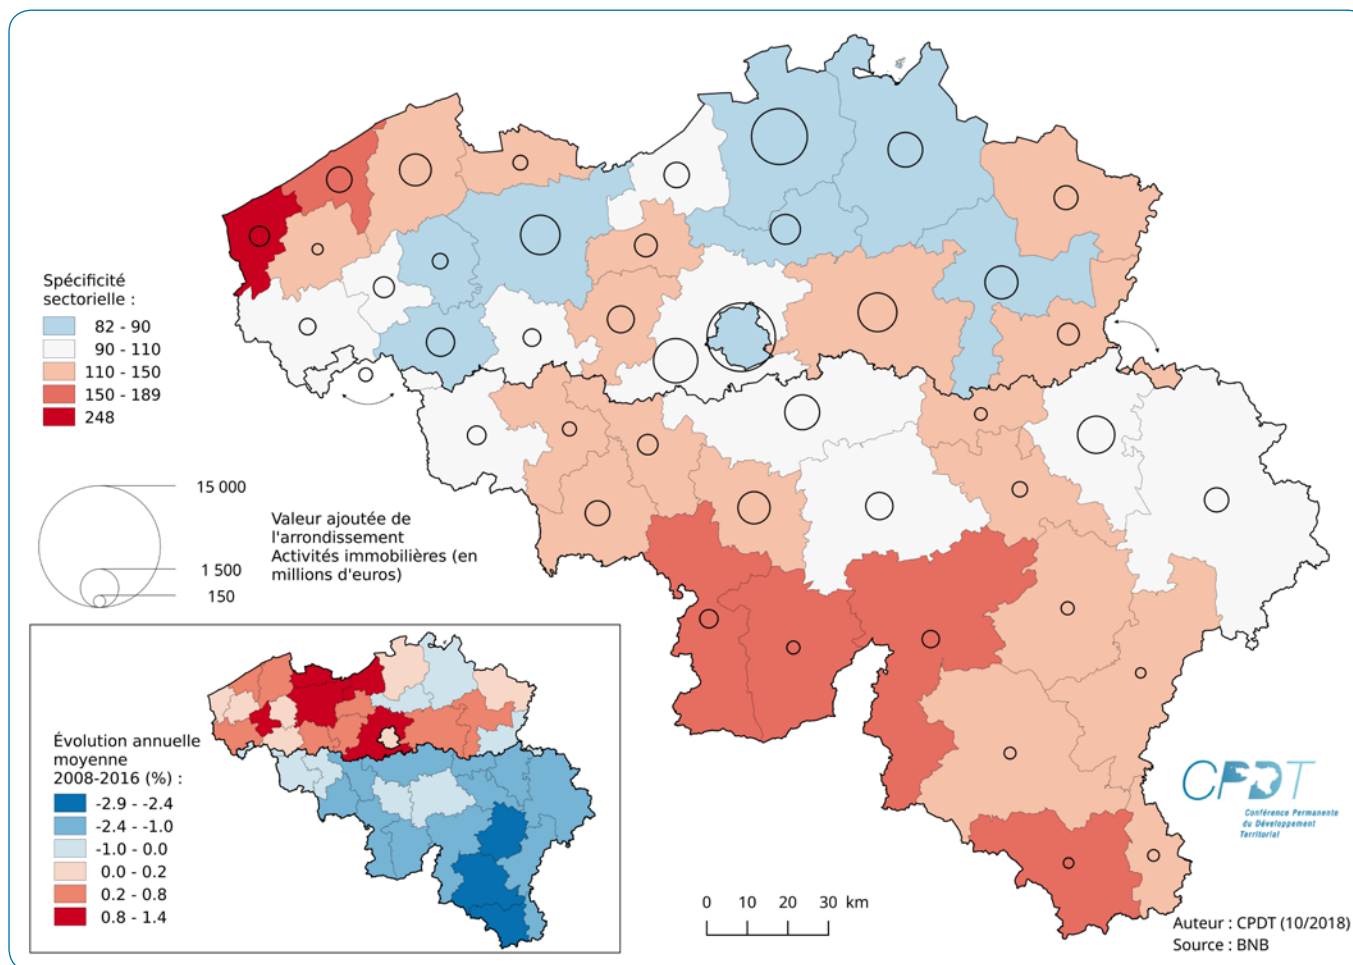 Spécificité
sectorielle :
82 - 90
90 - 110
110 - 150
150 - 189
248
15 000
1 500
150
Valeur ajoutée de
l'arrondissement
Activités immobilières (en
millions d'euros)
Évolution annuelle
moyenne
2008-2016 (%) :
-2.9 - -2.4
-2.4 - -1.0
-1.0 - 0.0
0.0 - 0.2
0.2 - 0.8
0.8 - 1.4
0 10 20 30 km
CPDT
Conférence Permanente
du Développement
Territorial
Auteur : CPDT (10/2018)
Source : BNB